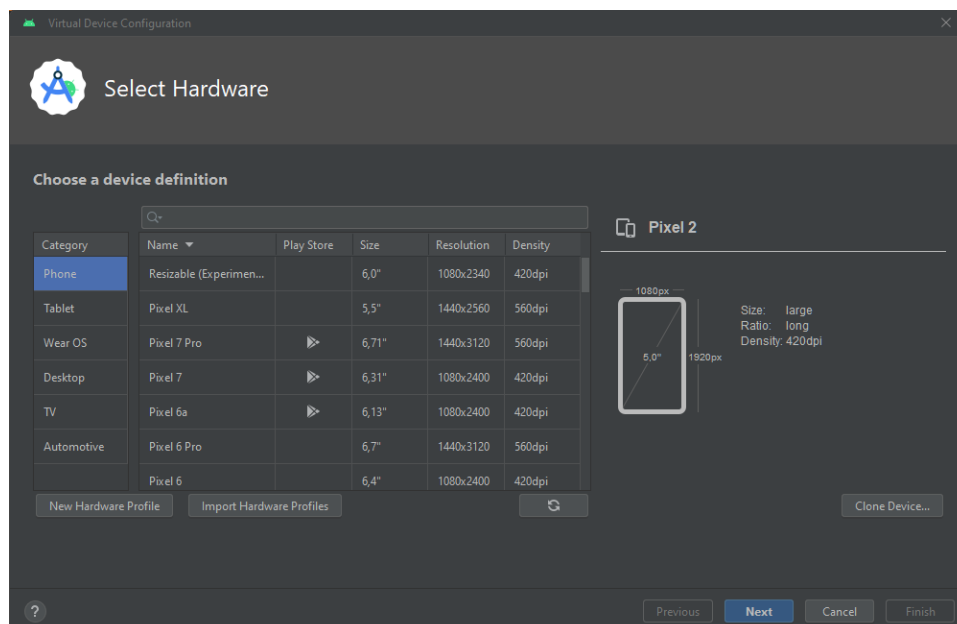 Virtual Device Configuration
Select Hardware
Choose a device definition
Category
Phone
Tablet
Wear OS
Desktop
TV
Automotive
Name Play Store Size Resolution Density
Resizable (Experimen... 6,0" 1080x2340 420dpi
Pixel XL 5,5" 1440x2560 560dpi
Pixel 7 Pro 6,71" 1440x3120 560dpi
Pixel 7 6,31" 1080x2400 420dpi
Pixel 6a 6,13" 1080x2400 420dpi
Pixel 6 Pro 6,7" 1440x3120 560dpi
Pixel 6 6,4" 1080x2400 420dpi
New Hardware Profile Import Hardware Profiles
Pixel 2
1080px
5,0" 1920px
Size: large
Ratio: long
Density: 420dpi
Clone Device...
? Previous Next Cancel Finish